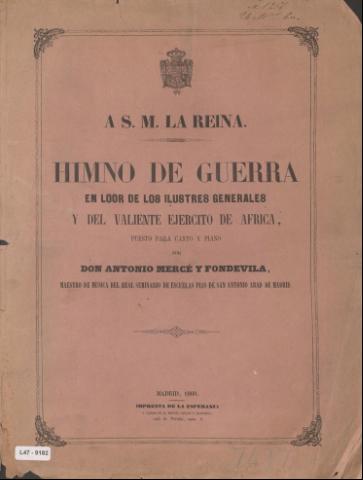 A S. M. LA REINA.
HIMNO DE GUERRA
EN LOOR DE LOS ILUSTRES GENERALES
Y DEL VALIENTE EJERCITO DE AFRICA,
PUESTO PARA CANTO Y PIANO
POR
DON ANTONIO MERCÉ Y FONDEVILA,
MAESTRO DE MUSICA DEL REAL SEMINARIO DE ESCUELAS PIAS DE SAN ANTONIO ABAD DE MADRID.
MADRID, 1860.
IMPRENTA DE LA ESPERANZA
L47 - 9182